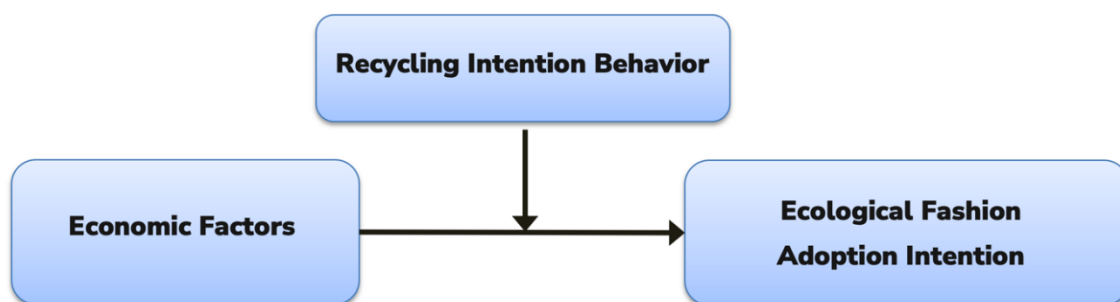 Recycling Intention Behavior
Economic Factors
Ecological Fashion
Adoption Intention